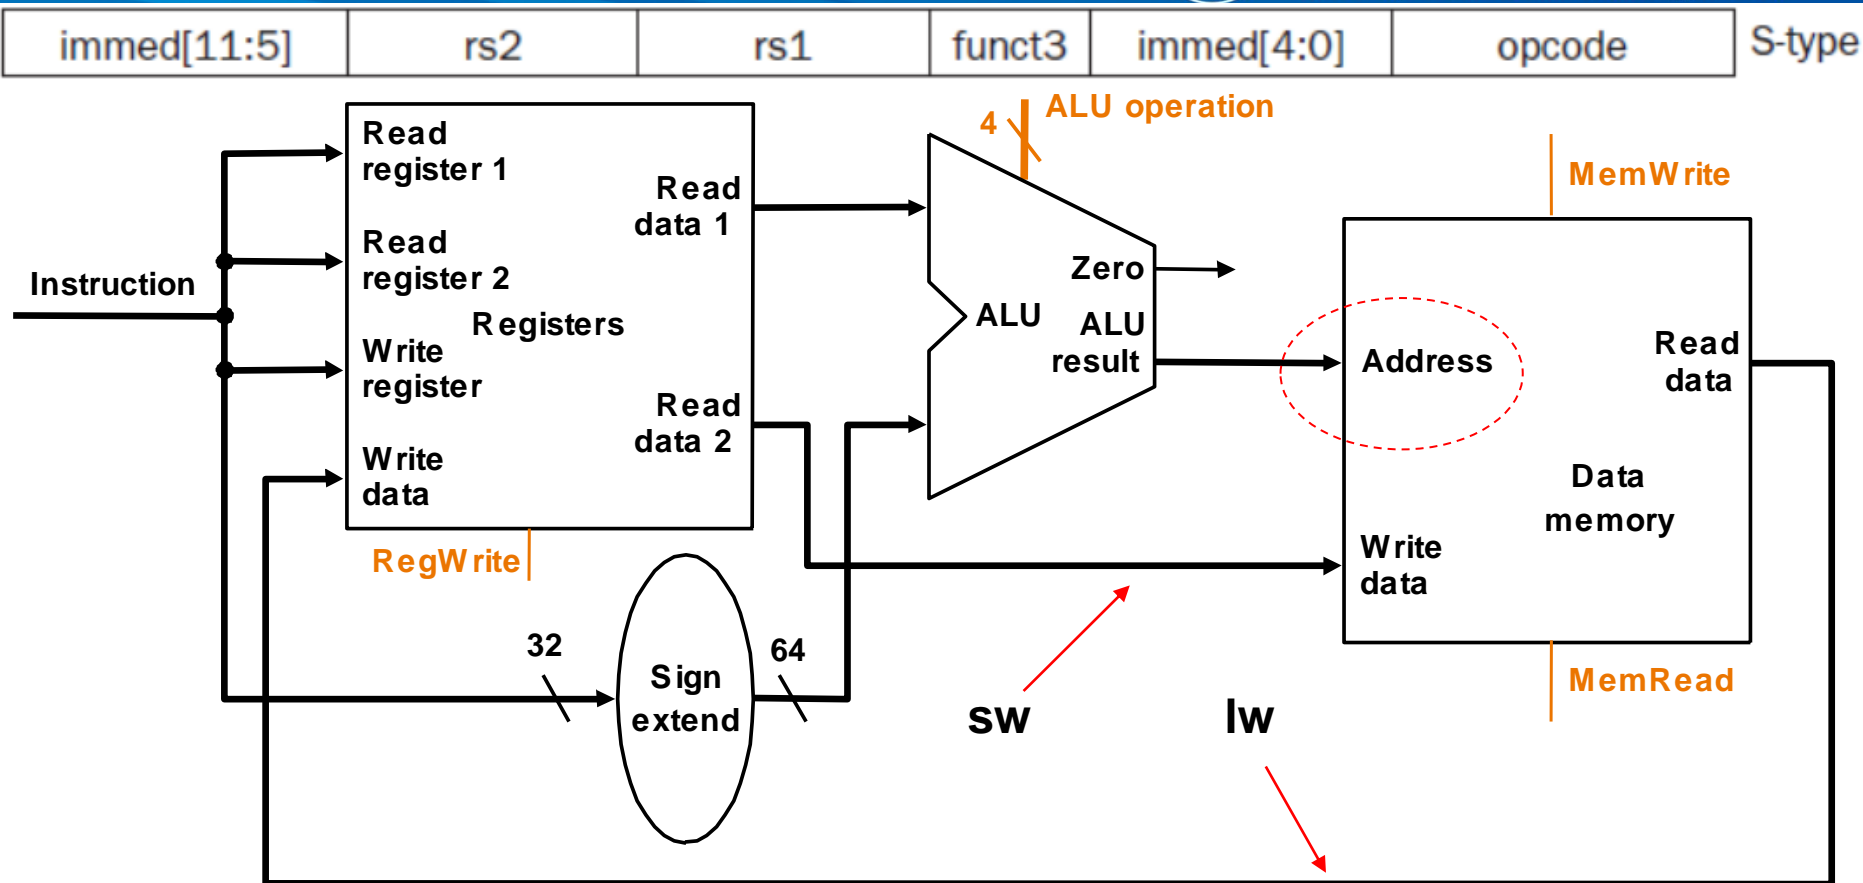 immed[11:5] rs2 rs1 funct3 immed[4:0] opcode S-type
4 ALU operation
Read
register 1
Read
data 1
MemWrite
Read
register 2
Instruction
Registers
Zero
ALU
ALU
result
Write
register
Address
Read
data
Read
data 2
Write
data
Data
memory
RegWrite
Write
data
32
64
Sign
extend
sw
lw
MemRead